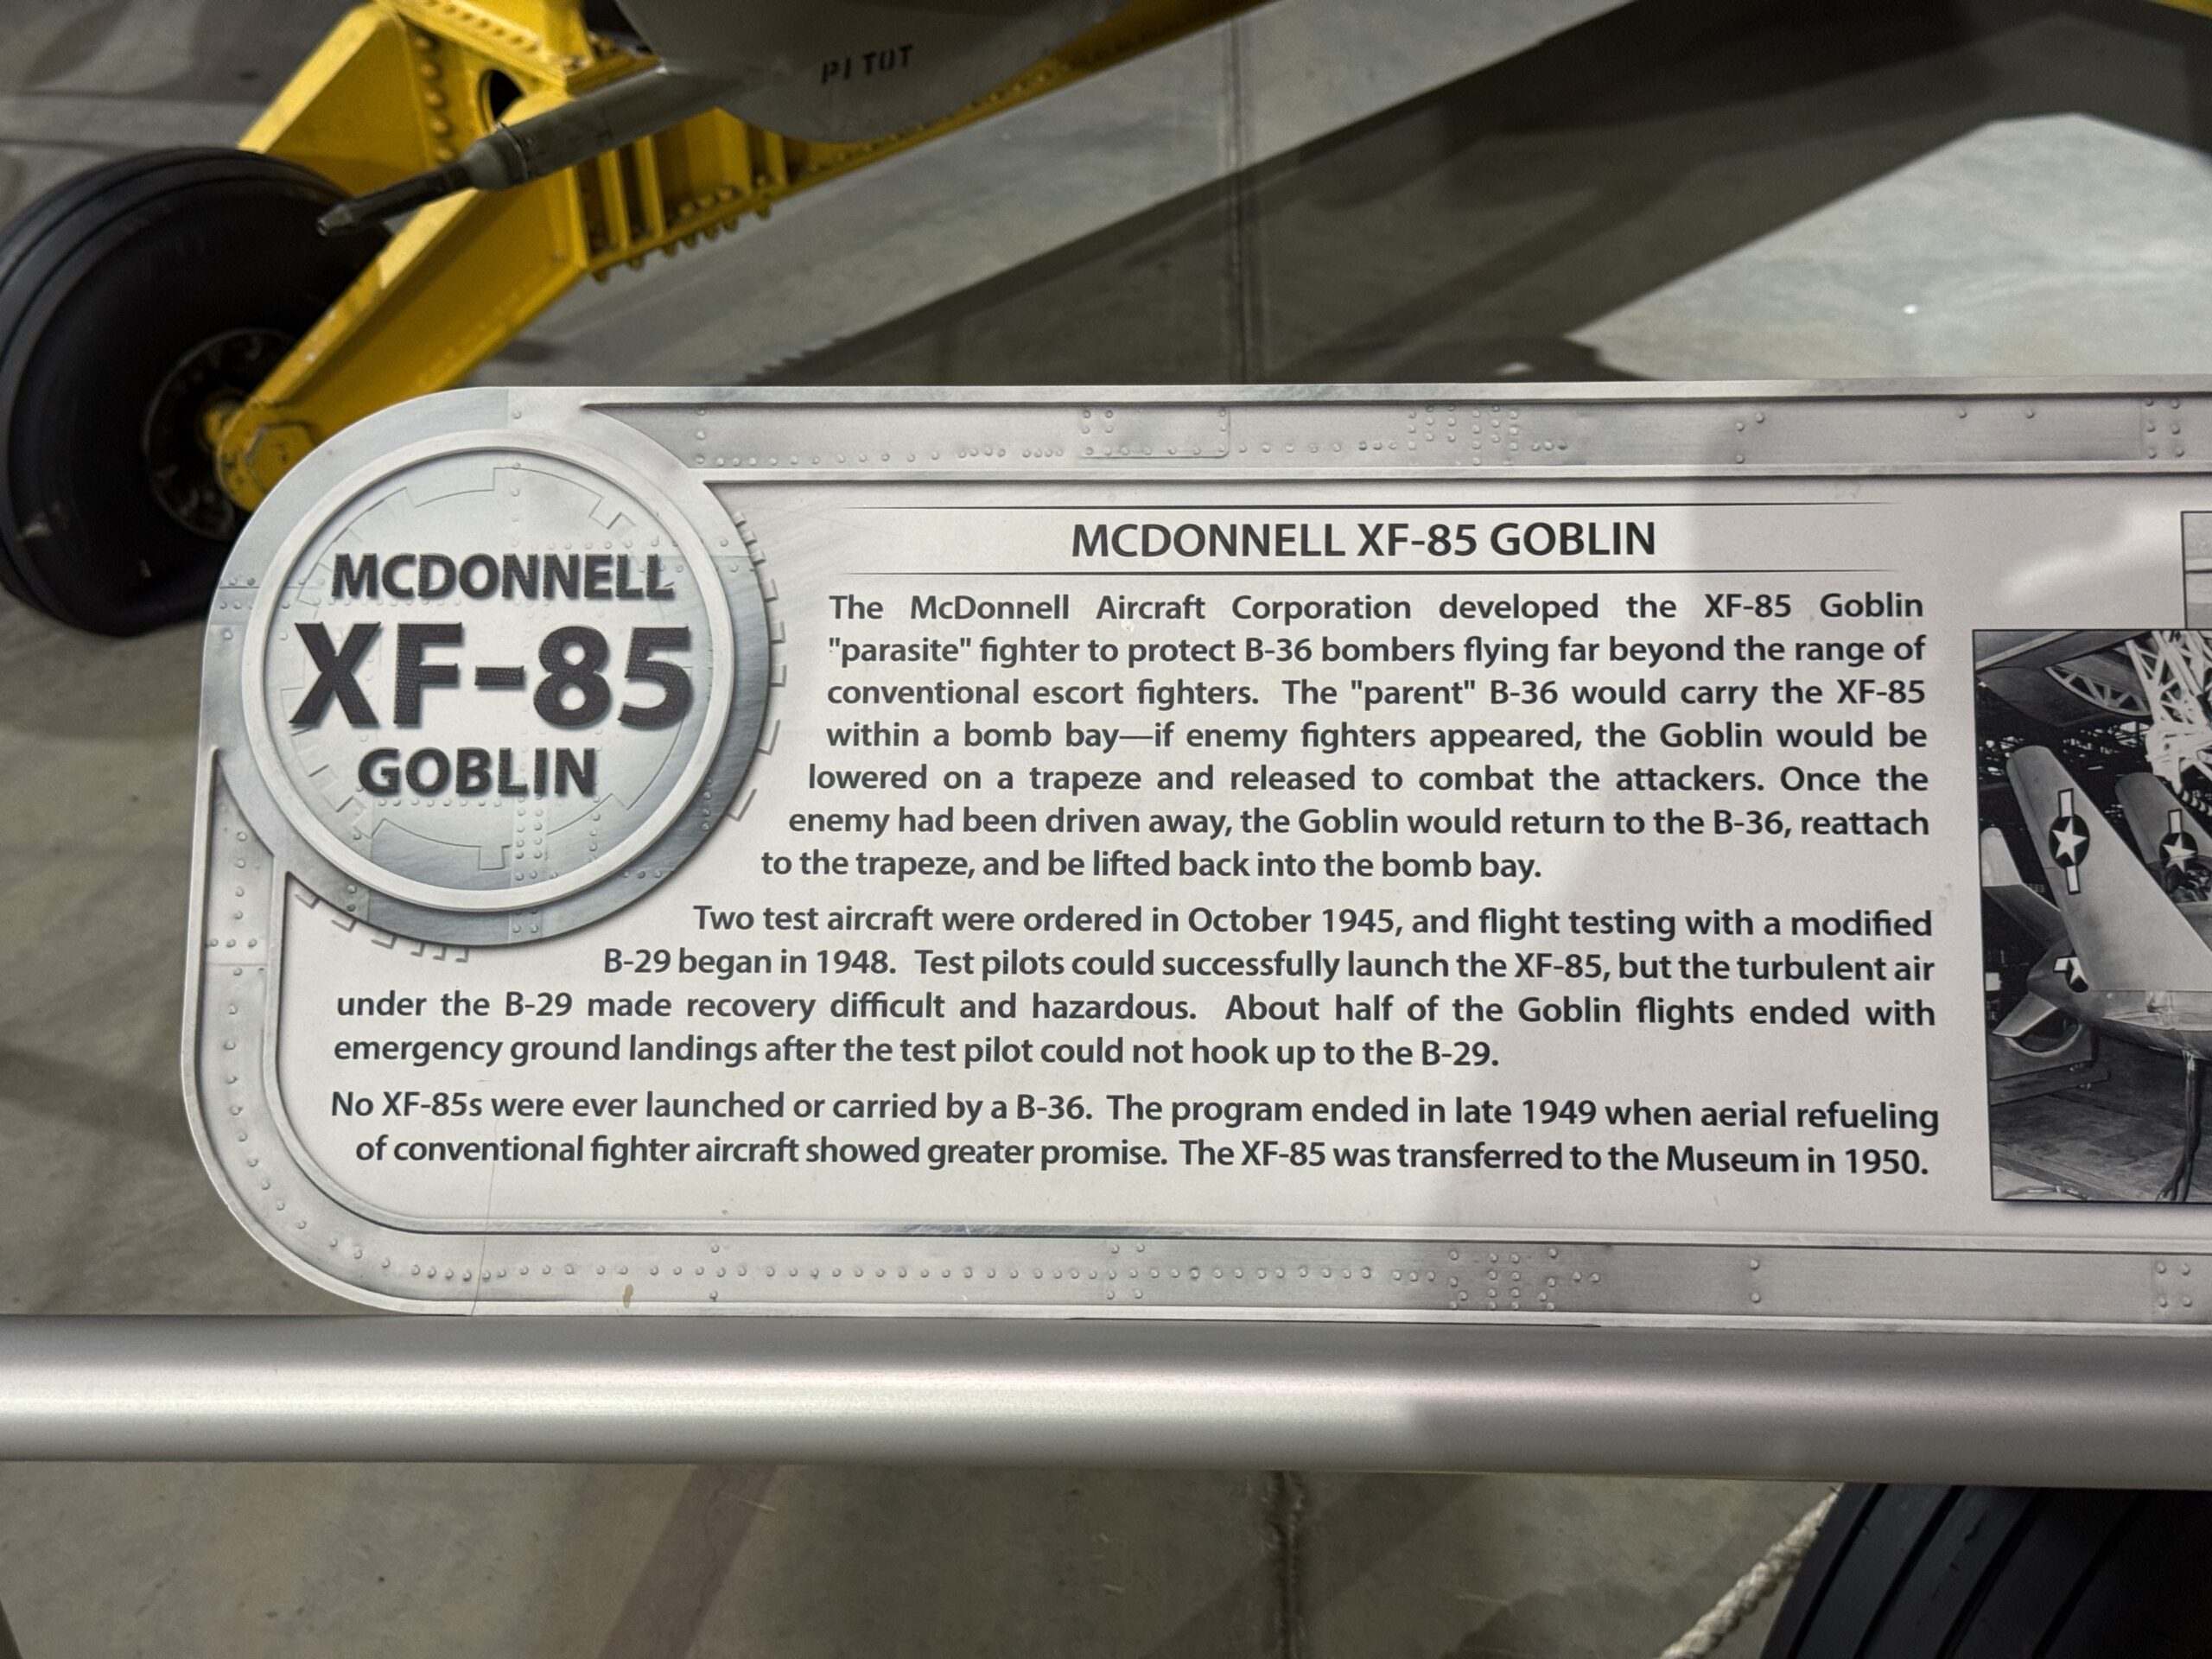 PITOT
MCDONNELL
XF-85
GOBLIN
MCDONNELL XF-85 GOBLIN
The McDonnell Aircraft Corporation developed the XF-85 Goblin
"parasite" fighter to protect B-36 bombers flying far beyond the range of
conventional escort fighters. The "parent" B-36 would carry the XF-85
within a bomb bay—if enemy fighters appeared, the Goblin would be
lowered on a trapeze and released to combat the attackers. Once the
enemy had been driven away, the Goblin would return to the B-36, reattach
to the trapeze, and be lifted back into the bomb bay.
Two test aircraft were ordered in October 1945, and flight testing with a modified
B-29 began in 1948. Test pilots could successfully launch the XF-85, but the turbulent air
under the B-29 made recovery difficult and hazardous. About half of the Goblin flights ended with
emergency ground landings after the test pilot could not hook up to the B-29.
No XF-85s were ever launched or carried by a B-36. The program ended in late 1949 when aerial refueling
of conventional fighter aircraft showed greater promise. The XF-85 was transferred to the Museum in 1950.